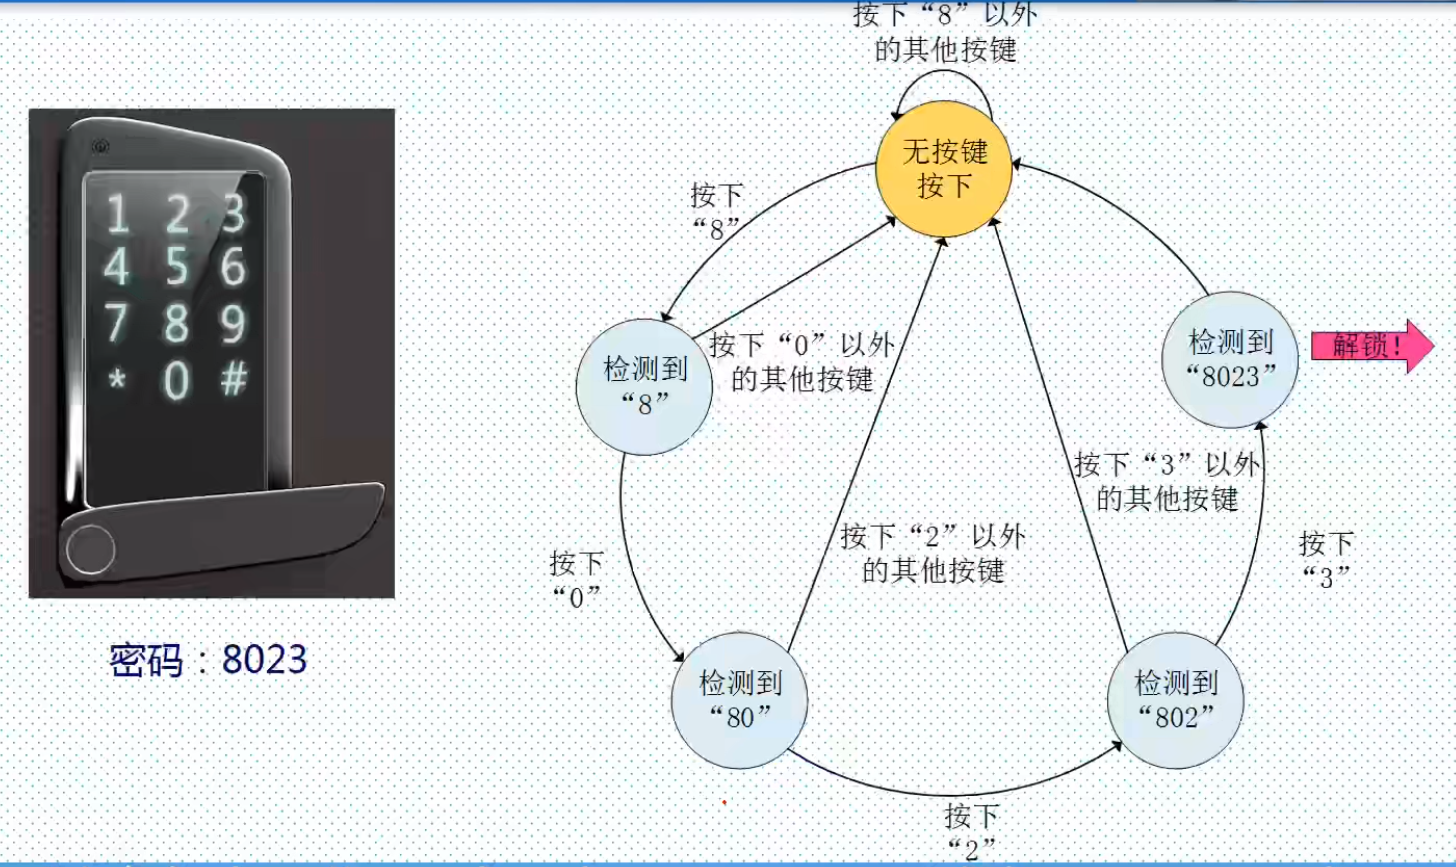 按下“8”以外
的其他按键
无按键
按下
按下
“8”
1 2 3
4 5 6
7 8 9
* 0 #
检测到
“8”
按下“0”以外
的其他按键
检测到
“8023”
解锁!
按下“3”以外
的其他按键
按下“2”以外
的其他按键
按下
“0”
按下
“3”
密码：8023
检测到
“80”
检测到
“802”
按下
“2”